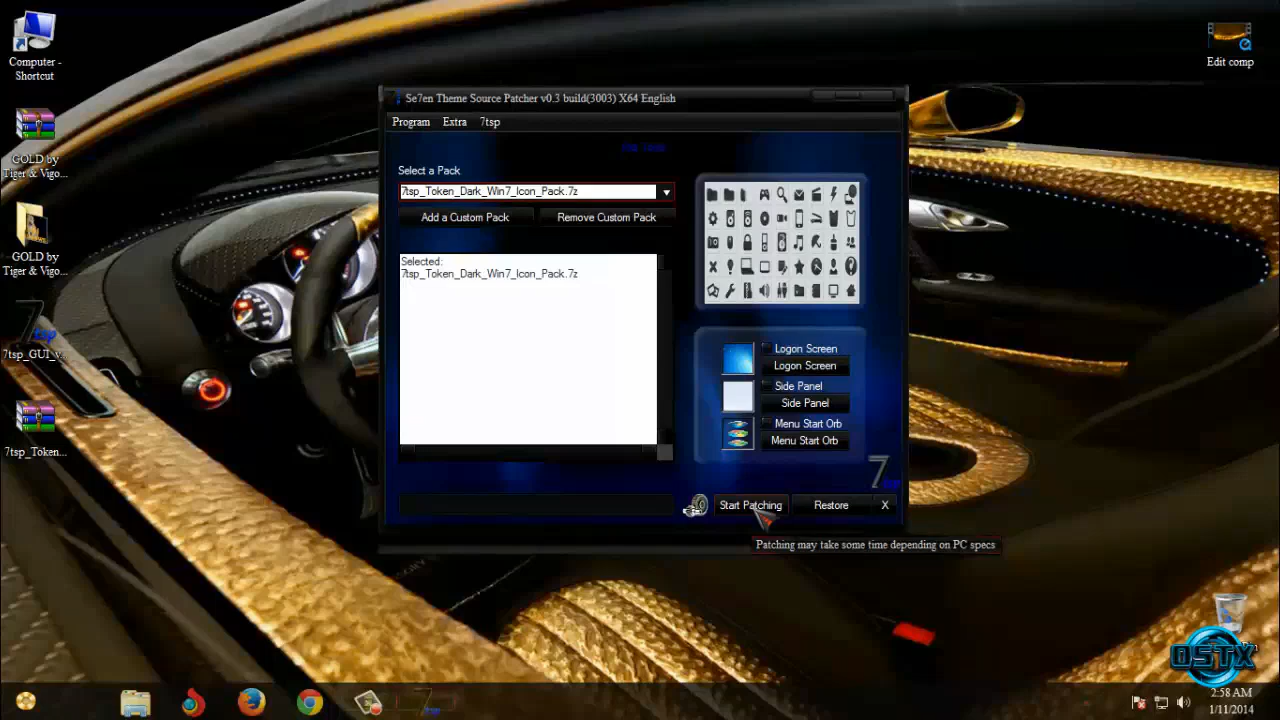 Computer -
Shortcut
GOLD by
Tiger & Vigo...
GOLD by
Tiger & Vigo...
7tsp_GUI_v...
7tsp_Token...
Edit comp
Se7en Theme Source Patcher v0.3 build(3003) X64 English
Program Extra 7tsp
Select a Pack
7tsp_Token_Dark_Win7_Icon_Pack.7z
Add a Custom Pack Remove Custom Pack
Selected:
7tsp_Token_Dark_Win7_Icon_Pack.7z
Logon Screen
Logon Screen
Side Panel
Side Panel
Menu Start Orb
Menu Start Orb
7tsp
Start Patching Restore X
Patching may take some time depending on PC specs
OSTX
2:58 AM
1/11/2014